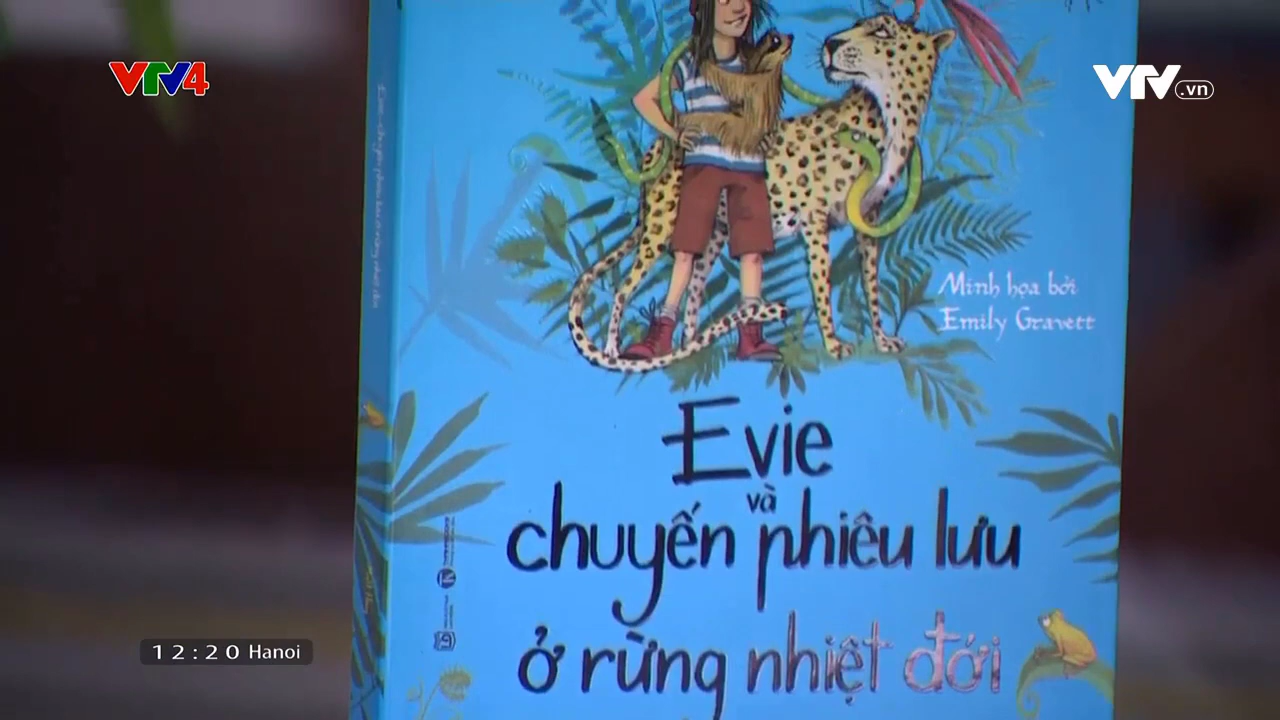 VTV4
VTV.vn
Minh họa bởi
Emily Gravett
Evie
và
chuyến phiêu lưu
ở rừng nhiệt đới
12:20 Hanoi